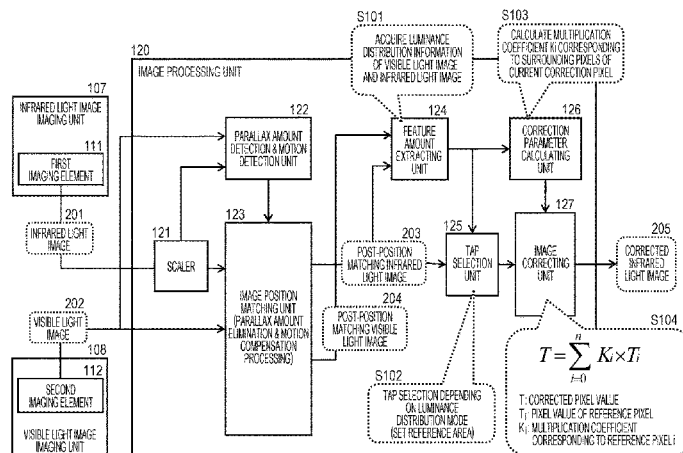 S101
S103
ACQUIRE LUMINANCE
DISTRIBUTION INFORMATION
OF VISIBLE LIGHT IMAGE
AND INFRARED LIGHT IMAGE
CALCULATE MULTIPLICATION
COEFFICIENT Ki CORRESPONDING
TO SURROUNDING PIXELS
OF CURRENT CORRECTION PIXEL
120
IMAGE PROCESSING UNIT
107
INFRARED LIGHT IMAGE
IMAGING UNIT
111
FIRST
IMAGING ELEMENT
122
PARALLAX AMOUNT
DETECTION & MOTION
DETECTION UNIT
124
FEATURE
AMOUNT
EXTRACTING
UNIT
126
CORRECTION
PARAMETER
CALCULATING
UNIT
201
INFRARED LIGHT
IMAGE
121
SCALER
123
IMAGE POSITION
MATCHING UNIT
(PARALLAX AMOUNT
ELIMINATION & MOTION
COMPENSATION
PROCESSING)
203
POST-POSITION
MATCHING INFRARED
LIGHT IMAGE
125
TAP
SELECTION
UNIT
127
IMAGE
CORRECTING
UNIT
205
CORRECTED
INFRARED
LIGHT IMAGE
202
VISIBLE LIGHT
IMAGE
204
POST-POSITION
MATCHING VISIBLE
LIGHT IMAGE
108
112
SECOND
IMAGING ELEMENT
VISIBLE LIGHT IMAGE
IMAGING UNIT
S102
TAP SELECTION DEPENDING
ON LUMINANCE
DISTRIBUTION MODE
(SET REFERENCE AREA)
S104
T = ∑ n i=0 Ki × Ti
T: CORRECTED PIXEL VALUE
Ti: PIXEL VALUE OF REFERENCE PIXEL
Ki: MULTIPLICATION COEFFICIENT
CORRESPONDING TO REFERENCE PIXEL i